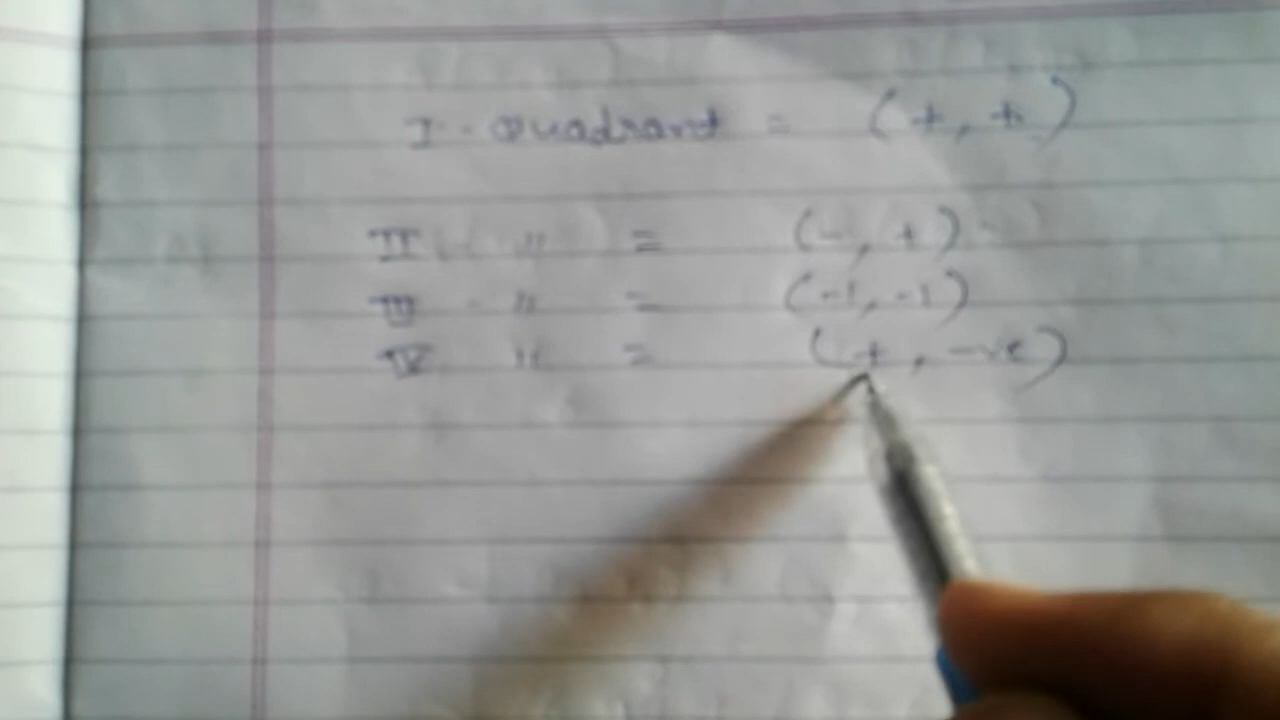 I - Quadrant = (+, +)
II - " = (-, +)
III - " = (-1, -1)
IV " = (+, -ve)